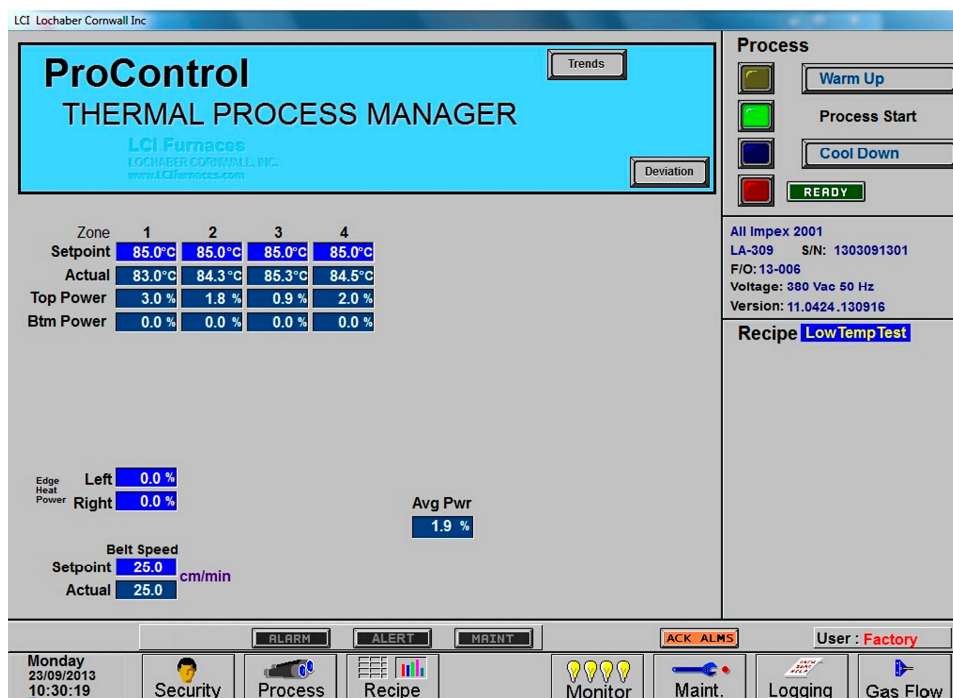 LCI Lochaber Cornwall Inc
ProControl
THERMAL PROCESS MANAGER
LCI Furnaces
LOCHABER CORNWALL, INC.
www.LCIfurnaces.com
Trends
Deviation
Process
Warm Up
Process Start
Cool Down
READY
All Impex 2001
LA-309 S/N: 1303091301
F/O: 13-006
Voltage: 380 Vac 50 Hz
Version: 11.0424.130916
Recipe LowTempTest
Zone 1 2 3 4
Setpoint 85.0°C 85.0°C 85.0°C 85.0°C
Actual 83.0°C 84.3°C 85.3°C 84.5°C
Top Power 3.0 % 1.8 % 0.9 % 2.0 %
Btm Power 0.0 % 0.0 % 0.0 % 0.0 %
Edge Heat Power
Left 0.0 %
Right 0.0 %
Avg Pwr
1.9 %
Belt Speed
Setpoint 25.0
cm/min
Actual 25.0
ALARM ALERT MAINT ACK ALMS User : Factory
Monday
23/09/2013
10:30:19
Security Process Recipe Monitor Maint. Logging Gas Flow